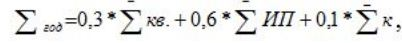 ∑ год = 0,3 * ∑̄ кв. + 0,6 * ∑̄ ИП + 0,1 * ∑̄ к ,